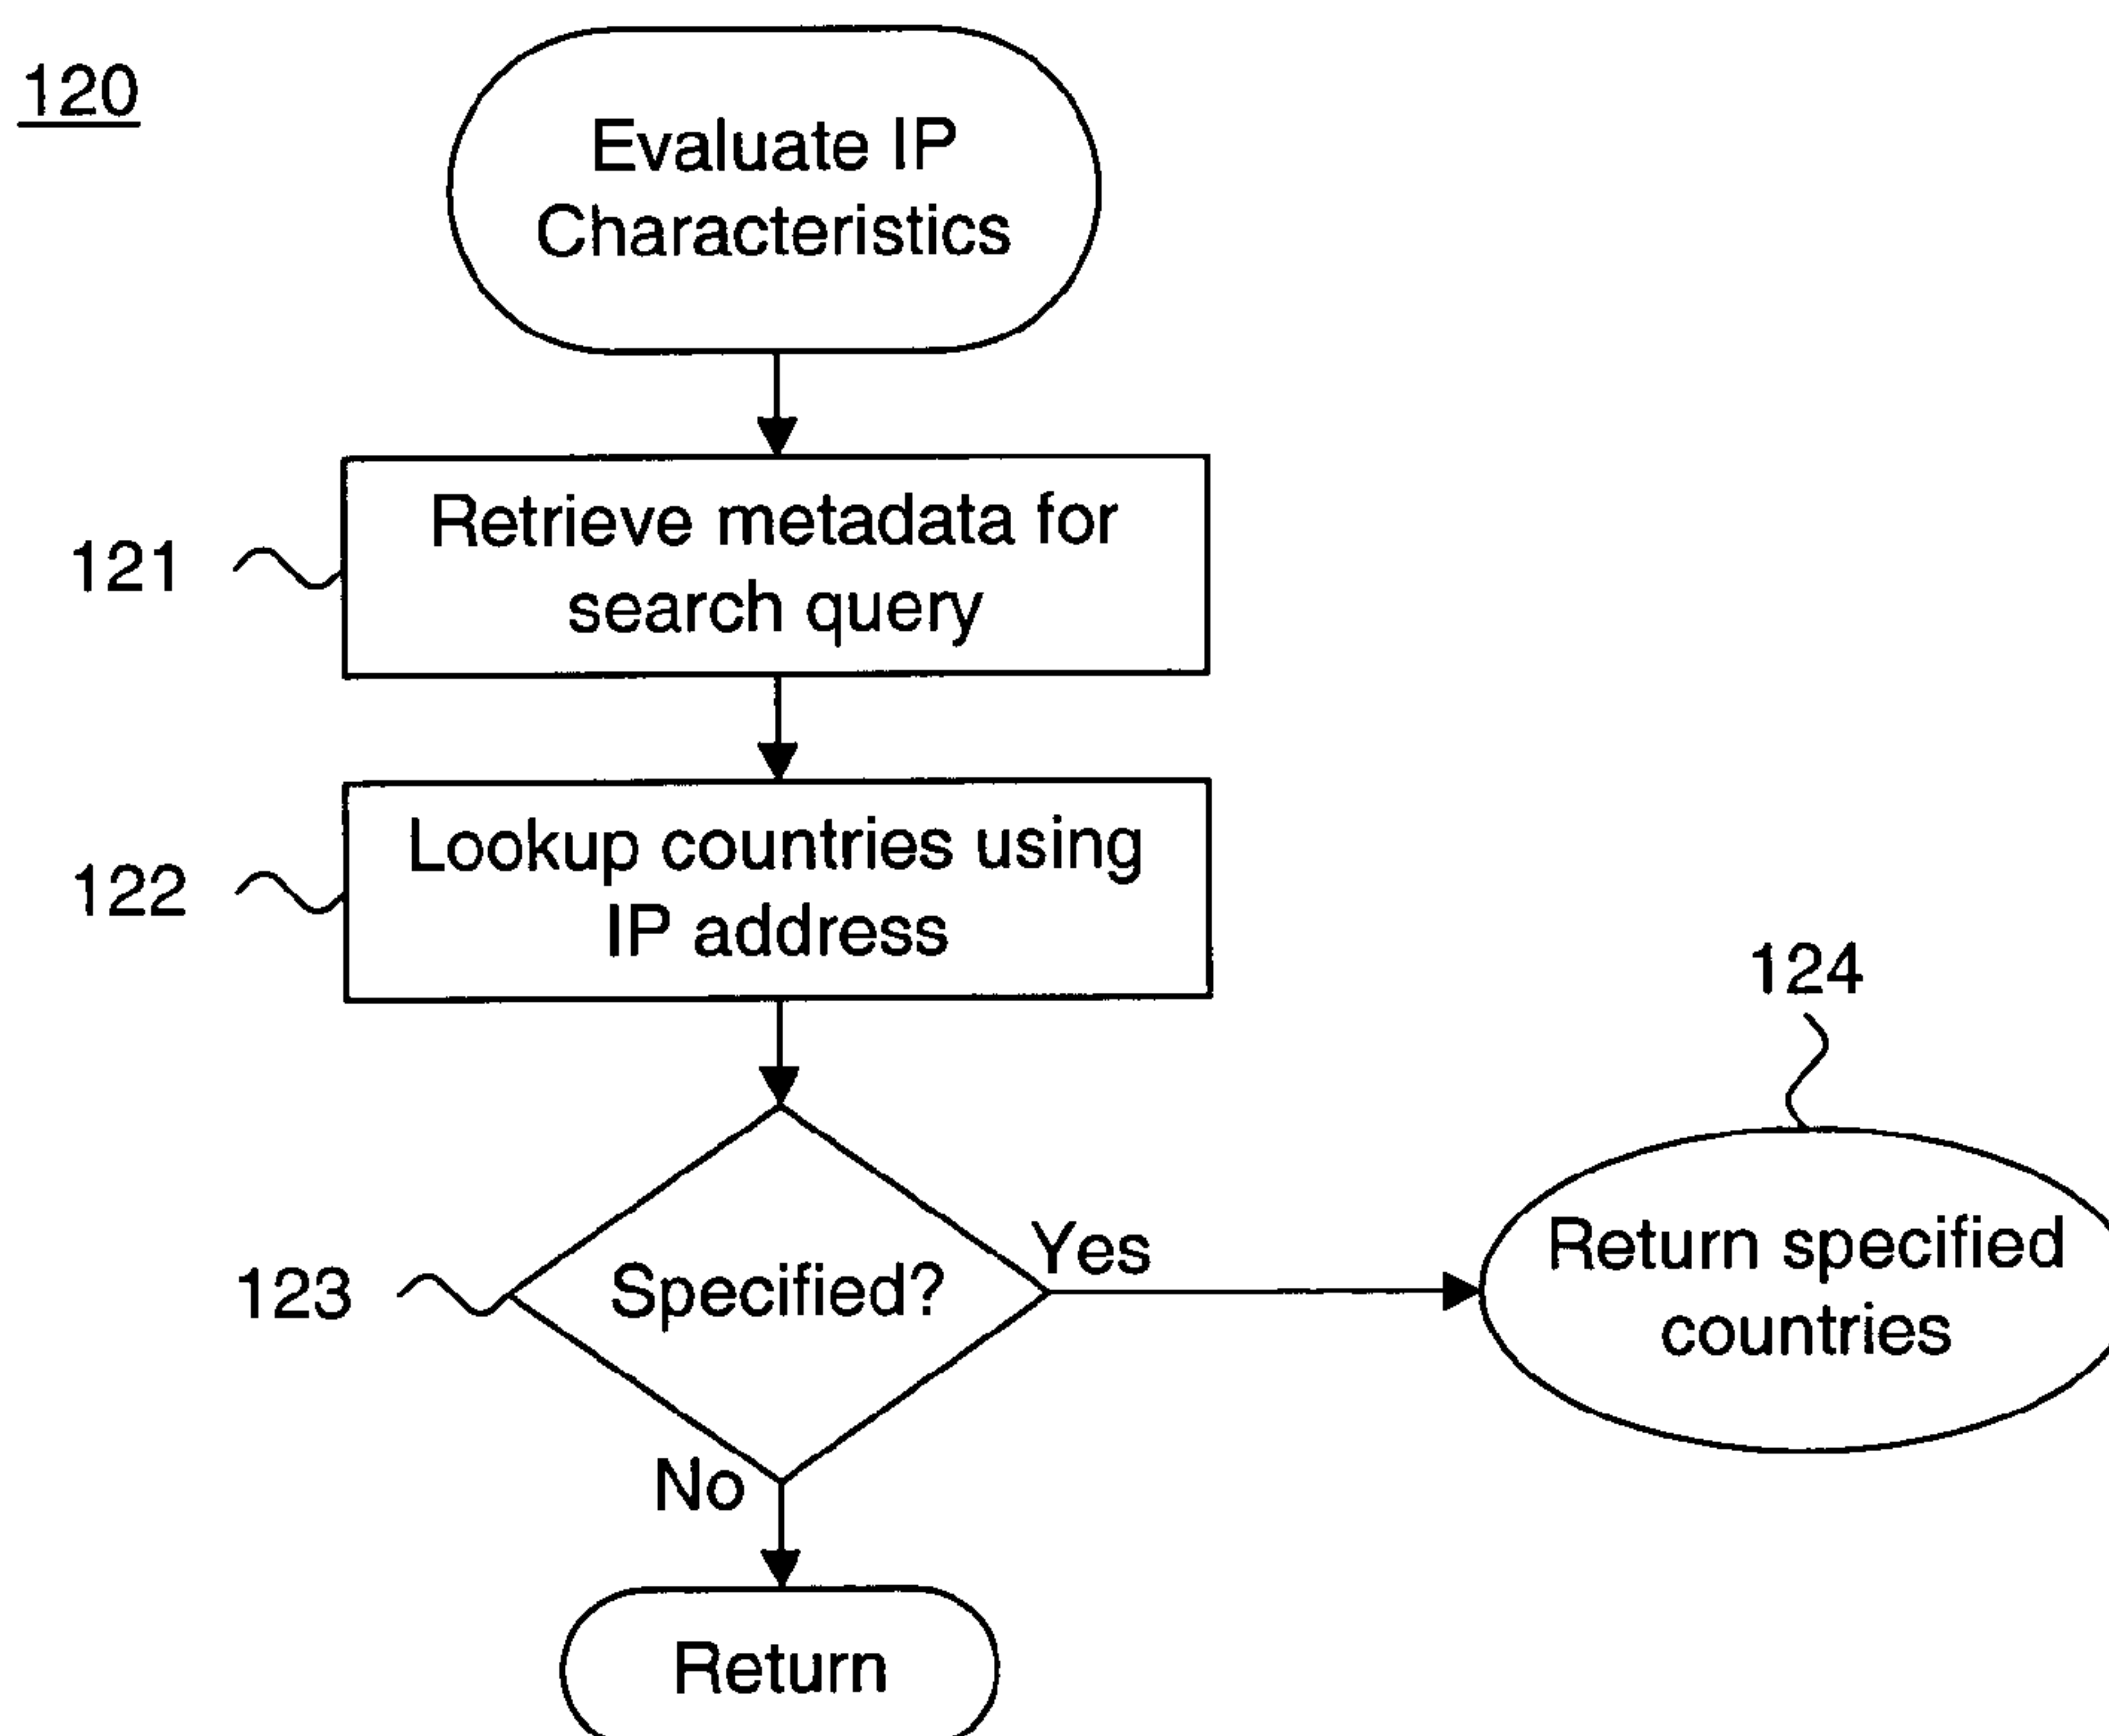 120
Evaluate IP
Characteristics
121
Retrieve metadata for
search query
122
Lookup countries using
IP address
124
123
Specified?
Yes
Return specified
countries
No
Return